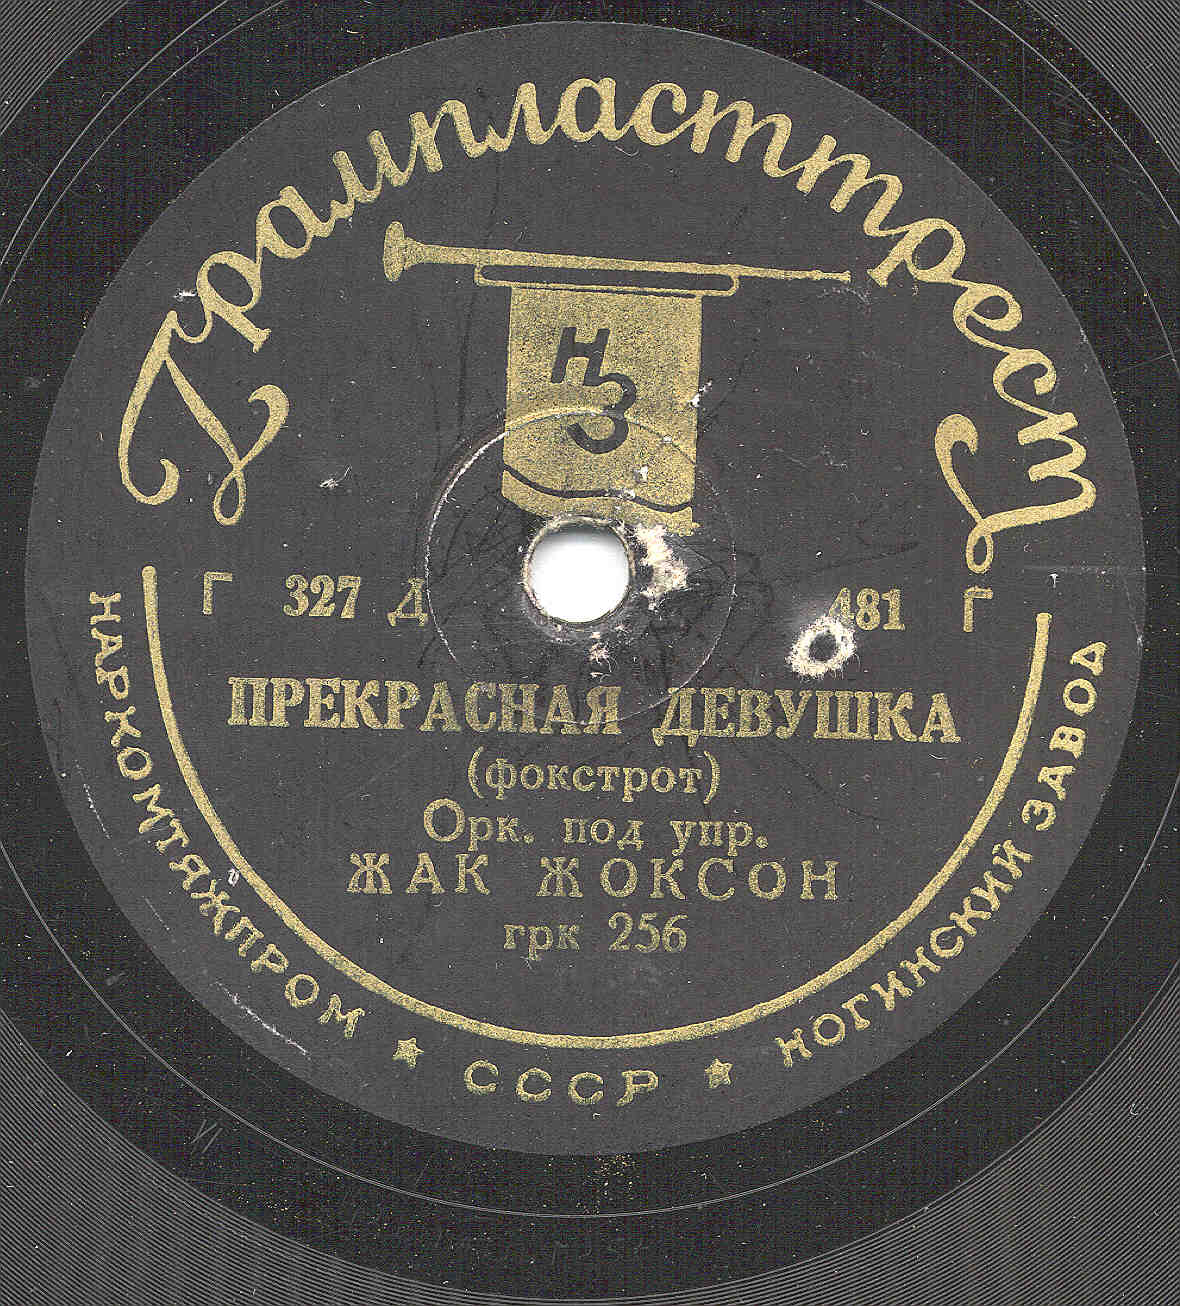 Грампласттрест
НЗ
Г 327 Д 481 Г
ПРЕКРАСНАЯ ДЕВУШКА
(фокстрот)
Орк. под упр.
ЖАК ЖОКСОН
грк 256
НАРКОМТЯЖПРОМ ★ СССР ★ НОГИНСКИЙ ЗАВОД